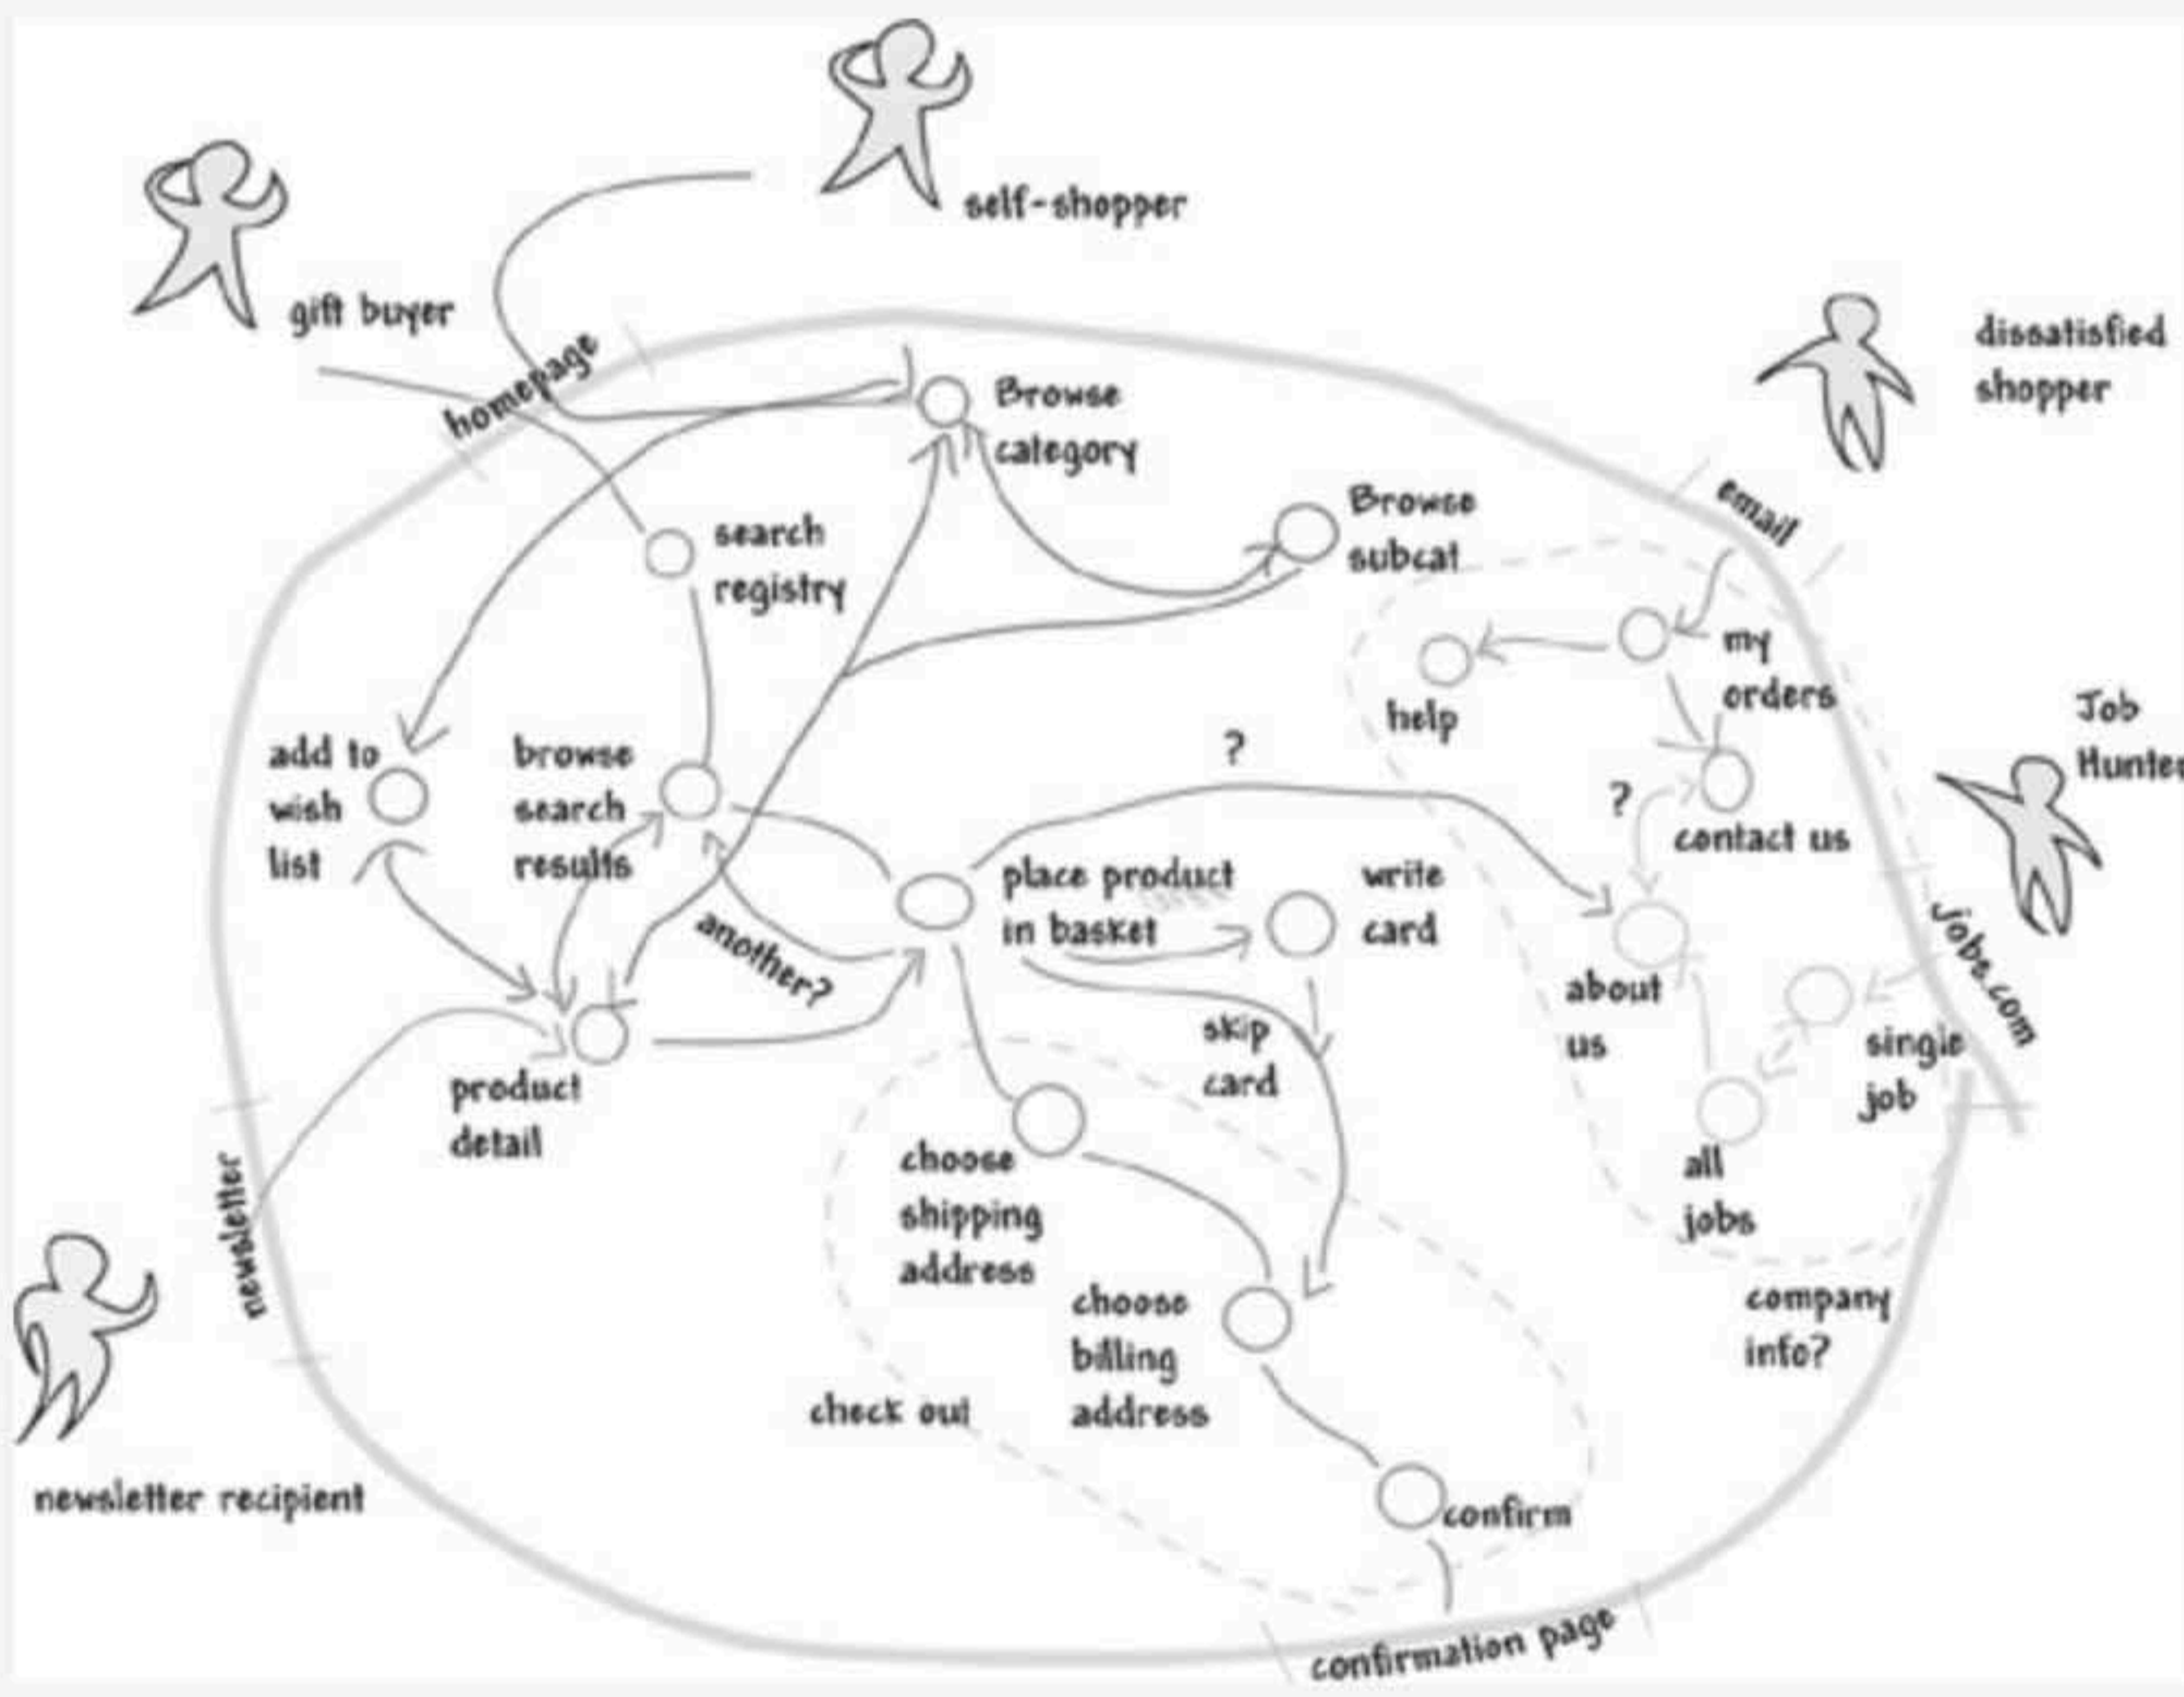 self-shopper
gift buyer
homepage
dissatisfied
shopper
Browse
category
email
Browse
subcat
search
registry
my
orders
help
Job
add to
wish
list
browse
search
results
?
?
contact us
place product
in basket
write
card
another?
jobs.com
about
us
skip
card
single
job
product
detail
choose
shipping
address
all
jobs
newsletter
company
info?
choose
billing
address
check out
newsletter recipient
confirm
confirmation page